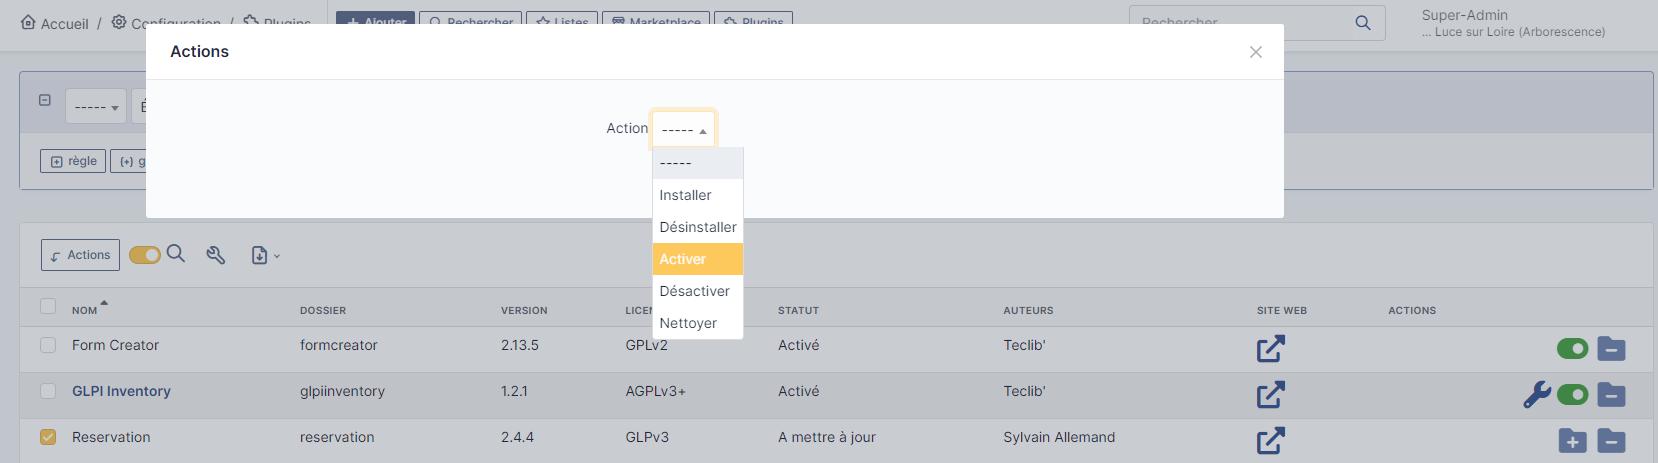 Accueil / Configuration / Plugins
Ajouter Rechercher Listes Marketplace Plugins
Rechercher
Super-Admin
... Luce sur Loire (Arborescence)
Actions
-----
règle
Action -----
-----
Installer
Désinstaller
Activer
Désactiver
Nettoyer
Actions
NOM DOSSIER VERSION STATUT AUTEURS SITE WEB ACTIONS
Form Creator formcreator 2.13.5 GPLv2 Activé Teclib'
GLPI Inventory glpiinventory 1.2.1 AGPLv3+ Activé Teclib'
Reservation reservation 2.4.4 GLPv3 A mettre à jour Sylvain Allemand